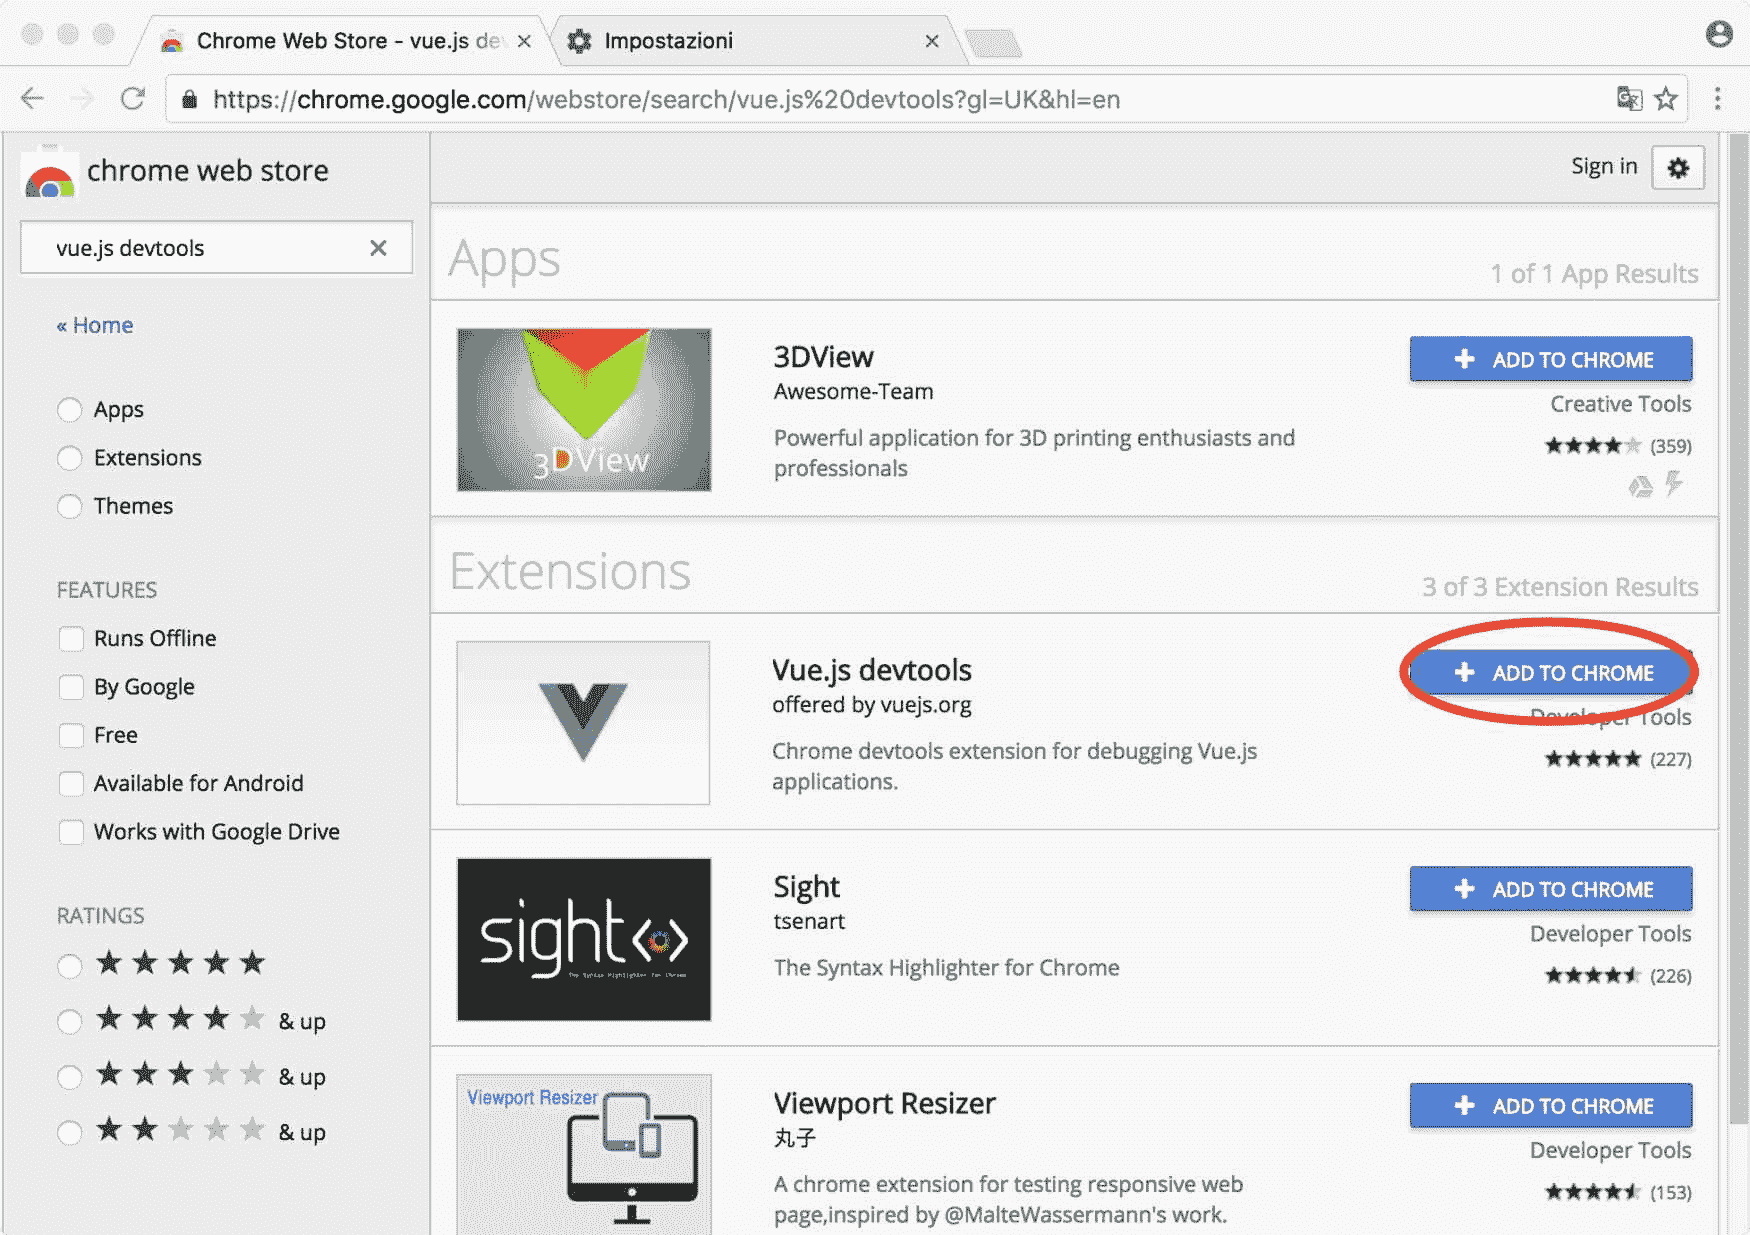 Chrome Web Store - vue.js de
Impostazioni
https://chrome.google.com/webstore/search/vue.js%20devtools?gl=UK&hl=en
chrome web store
Sign in
vue.js devtools
« Home
Apps
Extensions
Themes
FEATURES
Runs Offline
By Google
Free
Available for Android
Works with Google Drive
RATINGS
& up
& up
& up
Apps
1 of 1 App Results
3DView
3DView
Awesome-Team
Powerful application for 3D printing enthusiasts and
professionals
ADD TO CHROME
Creative Tools
(359)
Extensions
3 of 3 Extension Results
Vue.js devtools
offered by vuejs.org
Chrome devtools extension for debugging Vue.js
applications.
ADD TO CHROME
Developer Tools
(227)
sight
The Syntax Highlighter for Chrome
Sight
tsenart
The Syntax Highlighter for Chrome
ADD TO CHROME
Developer Tools
(226)
Viewport Resizer
Viewport Resizer
丸子
A chrome extension for testing responsive web
page,inspired by @MalteWassermann's work.
ADD TO CHROME
Developer Tools
(153)